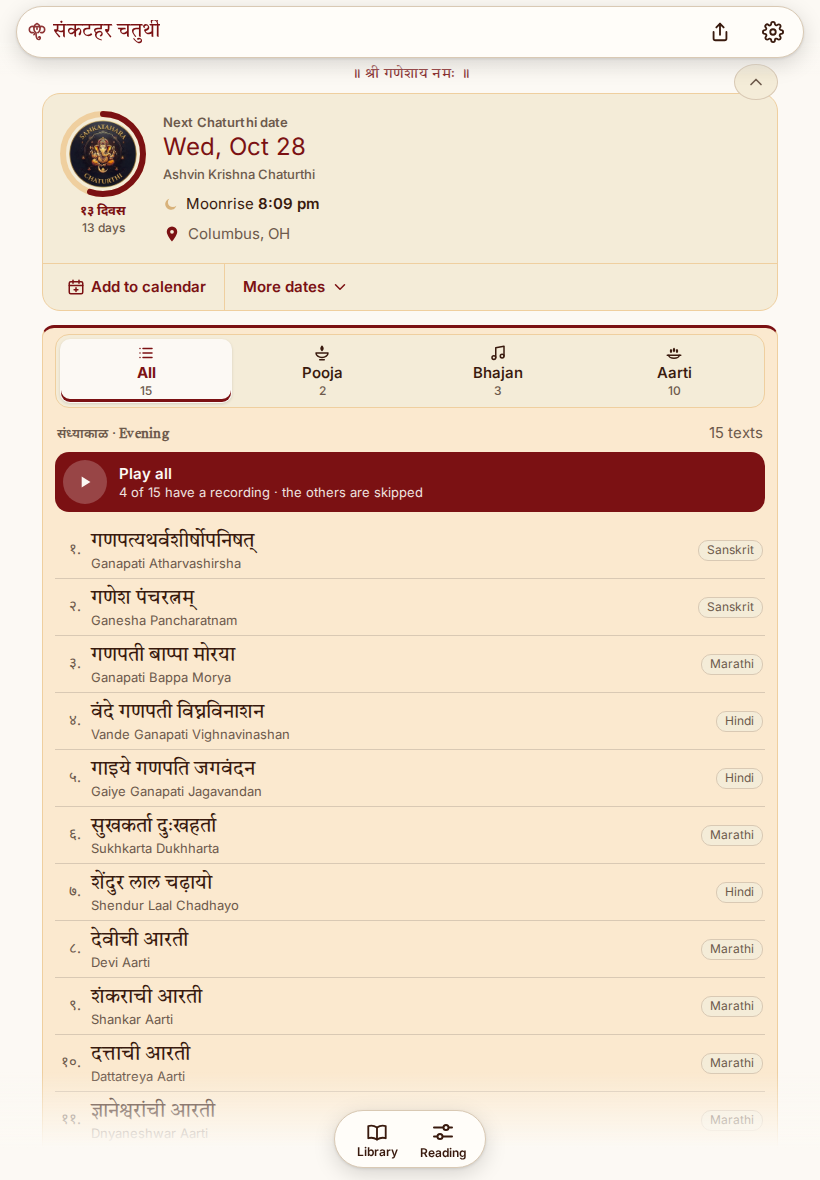 संकटहर चतुर्थी
॥ श्री गणेशाय नमः ॥
SANKATAHARA
CHATURTHI
१३ दिवस
13 days
Next Chaturthi date
Wed, Oct 28
Ashvin Krishna Chaturthi
Moonrise 8:09 pm
Columbus, OH
Add to calendar
More dates
All
15
Pooja
2
Bhajan
3
Aarti
10
संध्याकाळ · Evening
15 texts
Play all
4 of 15 have a recording · the others are skipped
१. गणपत्यथर्वशीर्षोपनिषत्
Ganapati Atharvashirsha
Sanskrit
२. गणेश पंचरत्नम्
Ganesha Pancharatnam
Sanskrit
३. गणपती बाप्पा मोरया
Ganapati Bappa Morya
Marathi
४. वंदे गणपती विघ्नविनाशन
Vande Ganapati Vighnavinashan
Hindi
५. गाइये गणपति जगवंदन
Gaiye Ganapati Jagavandan
Hindi
६. सुखकर्ता दुःखहर्ता
Sukhkarta Dukhharta
Marathi
७. शेंदुर लाल चढ़ायो
Shendur Laal Chadhayo
Hindi
८. देवीची आरती
Devi Aarti
Marathi
९. शंकराची आरती
Shankar Aarti
Marathi
१०. दत्ताची आरती
Dattatreya Aarti
Marathi
११. ज्ञानेश्वरांची आरती
Dnyaneshwar Aarti
Marathi
Library
Reading